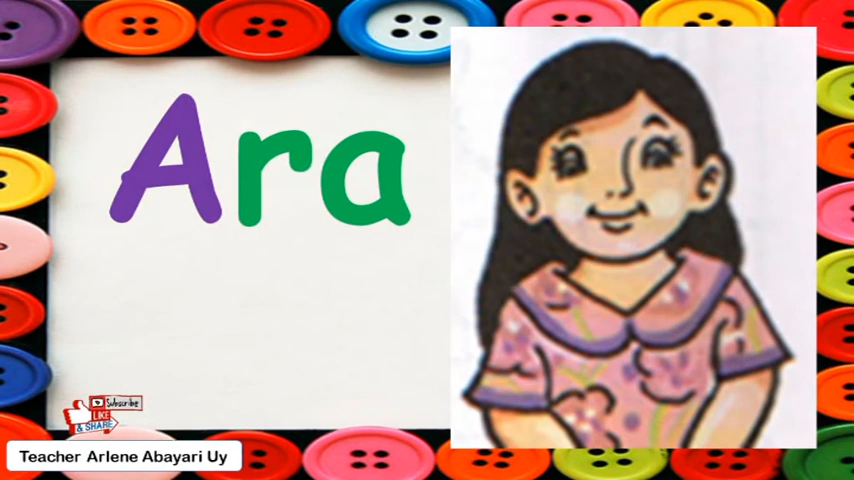 Ara
Subscribe
LIKE
& SHARE
Teacher Arlene Abayari Uy